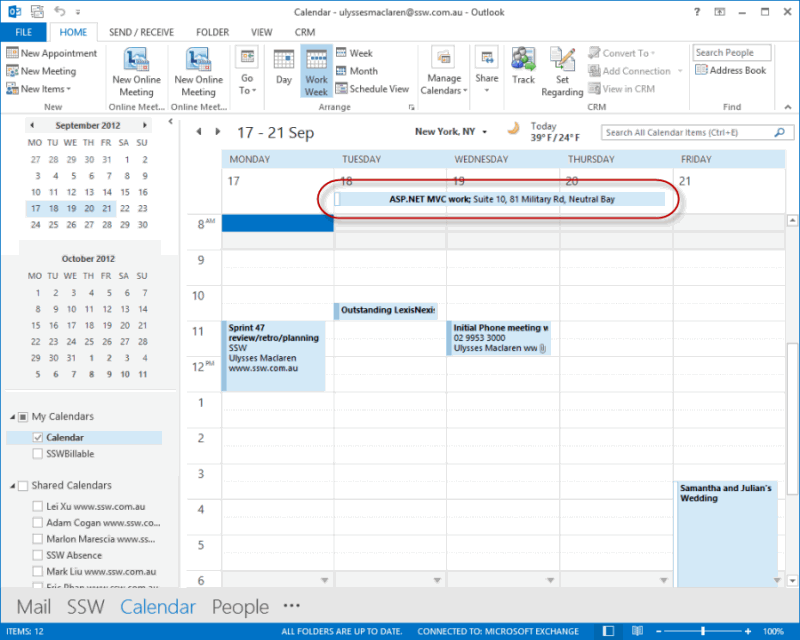 Calendar - ulyssesmaclaren@ssw.com.au - Outlook
FILE HOME SEND / RECEIVE FOLDER VIEW CRM
New Appointment
New Meeting
New Items
New
New Online Meeting
Online Meet...
New Online Meeting
Online Meet...
Go To
Day
Work Week
Week
Month
Schedule View
Arrange
Manage Calendars
Share
Track
Set Regarding
Convert To
Add Connection
View in CRM
CRM
Search People
Address Book
Find
September 2012
MO TU WE TH FR SA SU
27 28 29 30 31 1 2
3 4 5 6 7 8 9
10 11 12 13 14 15 16
17 18 19 20 21 22 23
24 25 26 27 28 29 30
October 2012
MO TU WE TH FR SA SU
1 2 3 4 5 6 7
8 9 10 11 12 13 14
15 16 17 18 19 20 21
22 23 24 25 26 27 28
29 30 31 1 2 3 4
5 6 7 8 9 10 11
My Calendars
Calendar
SSWBillable
Shared Calendars
Lei Xu www.ssw.com.au
Adam Cogan www.ssw.co...
Marlon Marescia www.ss...
SSW Absence
Mark Liu www.ssw.com.au
17 - 21 Sep
New York, NY
Today
39°F/24°F
Search All Calendar Items (Ctrl+E)
MONDAY TUESDAY WEDNESDAY THURSDAY FRIDAY
17 18 19 20 21
ASP.NET MVC work; Suite 10, 81 Military Rd, Neutral Bay
8 AM
9
10
11
12 PM
1
2
3
4
5
6
Sprint 47
review/retro/planning
SSW
Ulysses Maclaren
www.ssw.com.au
Outstanding LexisNexis
Initial Phone meeting w
02 9953 3000
Ulysses Maclaren ww
Samantha and Julian's
Wedding
Mail SSW Calendar People ...
ITEMS: 12 ALL FOLDERS ARE UP TO DATE. CONNECTED TO: MICROSOFT EXCHANGE 100%